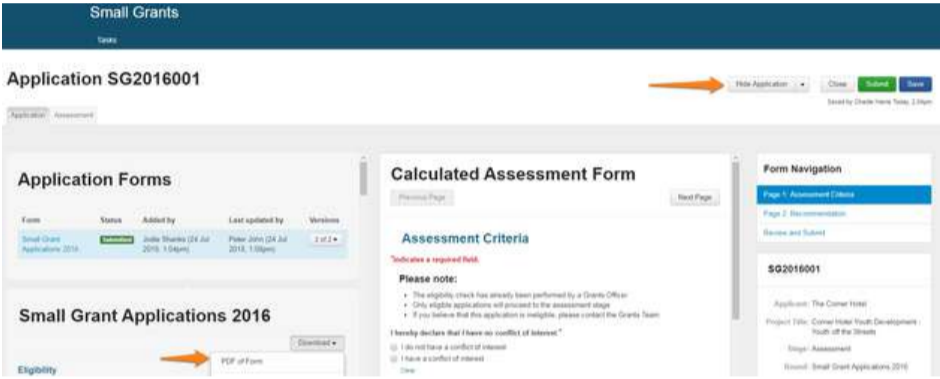 Small Grants
Tasks
Application SG2016001
Hide Application
Close
Submit
Save
Saved by Charlie Today,
Application
Assessment
Application Forms
Form
Status
Added by
Last updated by
Versions
Small Grant
Applications 2016
Submitted
Jodie Shanks (24 Jul
2018, 1:04pm)
Peter John (24 Jul
2018, 1:06pm)
2 of 2
Small Grant Applications 2016
Download
PDF of Form
Eligibility
Calculated Assessment Form
Previous Page
Next Page
Assessment Criteria
*Indicates a required field.
Please note:
The eligibility check has already been performed by a Grants Officer
Only eligible applications will proceed to the assessment stage
If you believe that this application is ineligible, please contact the Grants Team
I hereby declare that I have no conflict of interest.*
I do not have a conflict of interest
I have a conflict of interest
Clear
Form Navigation
Page 1: Assessment Criteria
Page 2: Recommendation
Review and Submit
SG2016001
Applicant: The Corner Hotel
Project Title: Corner Hotel Youth Development -
Youth off the Streets
Stage: Assessment
Round: Small Grant Applications 2016